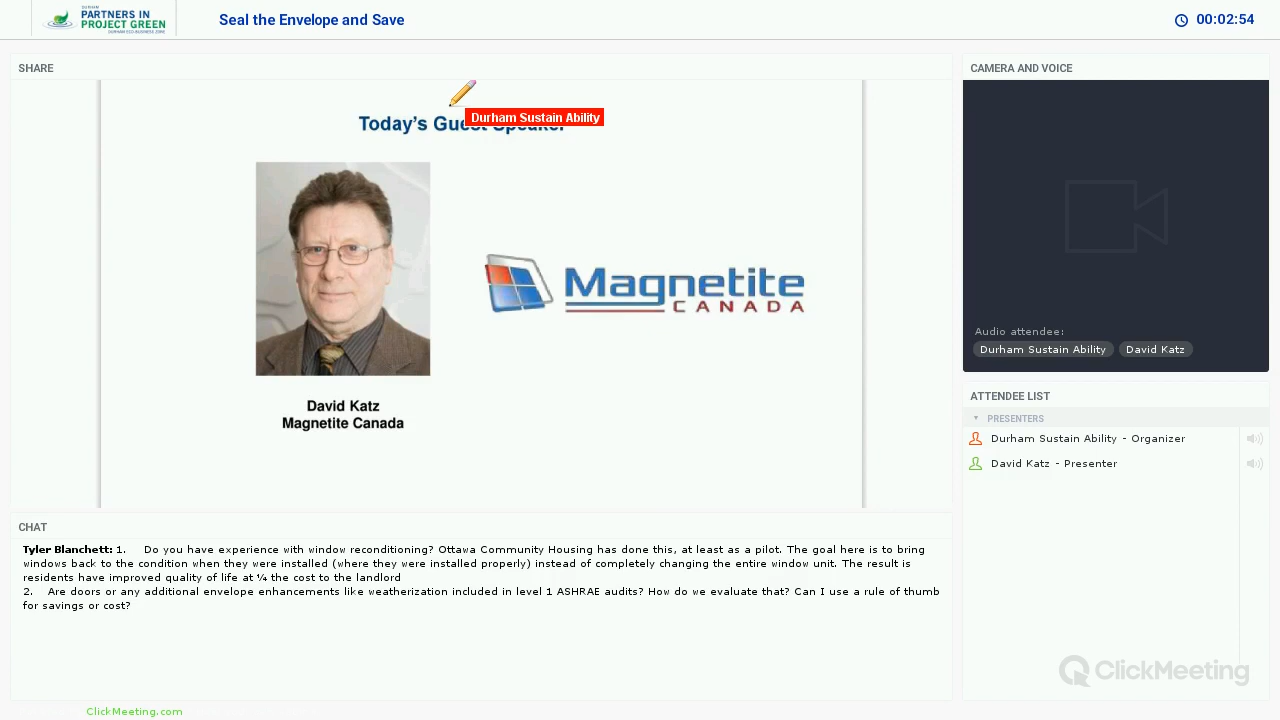 DURHAM
PARTNERS IN
PROJECT GREEN
DURHAM ECO BUSINESS ZONE
Seal the Envelope and Save
00:02:54
SHARE
Durham Sustain Ability
Today's Guest Speaker
Magnetite
CANADA
David Katz
Magnetite Canada
CAMERA AND VOICE
Audio attendee:
Durham Sustain Ability David Katz
ATTENDEE LIST
PRESENTERS
Durham Sustain Ability - Organizer
David Katz - Presenter
ClickMeeting
CHAT
Tyler Blanchett: 1. Do you have experience with window reconditioning? Ottawa Community Housing has done this, at least as a pilot. The goal here is to bring
windows back to the condition when they were installed (where they were installed properly) instead of completely changing the entire window unit. The result is
residents have improved quality of life at ¼ the cost to the landlord
2. Are doors or any additional envelope enhancements like weatherization included in level 1 ASHRAE audits? How do we evaluate that? Can I use a rule of thumb
for savings or cost?
ClickMeeting.com